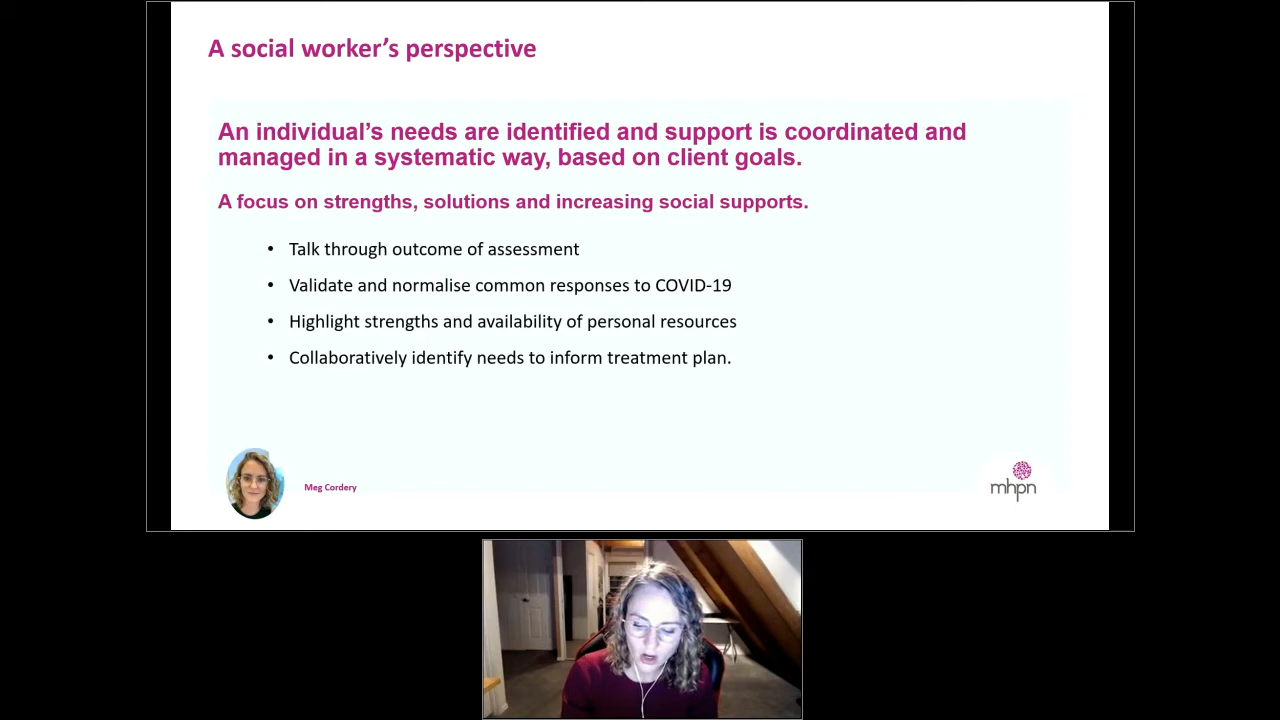 A social worker’s perspective
An individual’s needs are identified and support is coordinated and
managed in a systematic way, based on client goals.
A focus on strengths, solutions and increasing social supports.
• Talk through outcome of assessment
• Validate and normalise common responses to COVID-19
• Highlight strengths and availability of personal resources
• Collaboratively identify needs to inform treatment plan.
Meg Cordery
mhpn